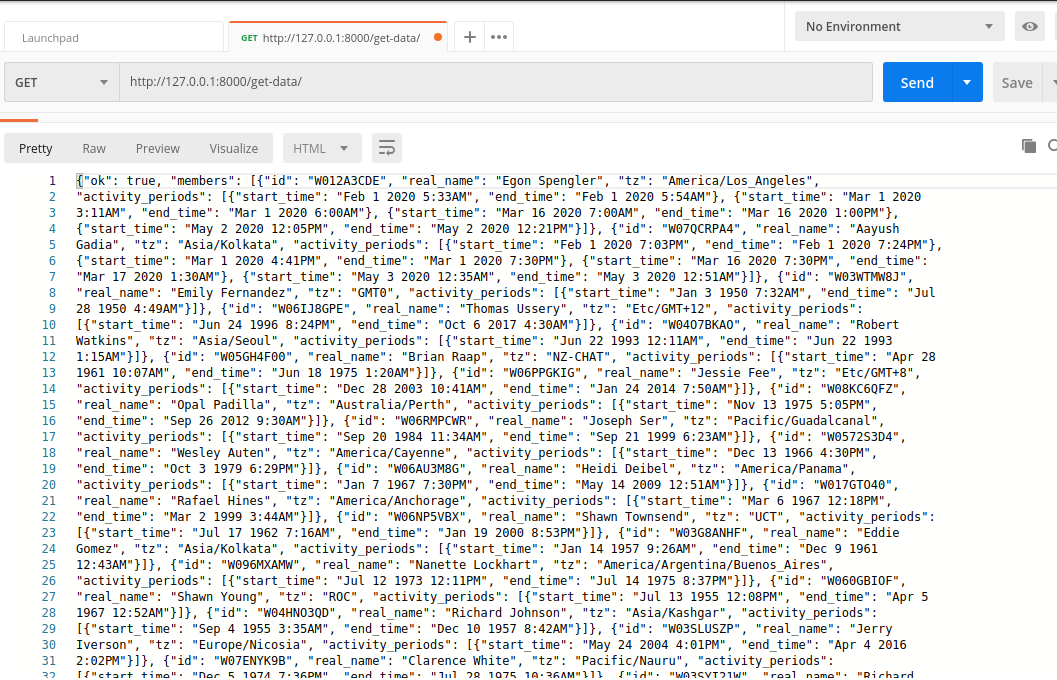 Launchpad
GET http://127.0.0.1:8000/get-data/
No Environment
GET
http://127.0.0.1:8000/get-data/
Send
Save
Pretty
Raw
Preview
Visualize
HTML
1 {"ok": true, "members": [{"id": "W012A3CDE", "real_name": "Egon Spengler", "tz": "America/Los_Angeles",
2 "activity_periods": [{"start_time": "Feb 1 2020 5:33AM", "end_time": "Feb 1 2020 5:54AM"}, {"start_time": "Mar 1 2020
3 3:11AM", "end_time": "Mar 1 2020 6:00AM"}, {"start_time": "Mar 16 2020 7:00AM", "end_time": "Mar 16 2020 1:00PM"},
4 {"start_time": "May 2 2020 12:05PM", "end_time": "May 2 2020 12:21PM"}]}, {"id": "W07QCRPA4", "real_name": "Aayush
5 Gadia", "tz": "Asia/Kolkata", "activity_periods": [{"start_time": "Feb 1 2020 7:03PM", "end_time": "Feb 1 2020 7:24PM"},
6 {"start_time": "Mar 1 2020 4:41PM", "end_time": "Mar 1 2020 7:30PM"}, {"start_time": "Mar 16 2020 7:30PM", "end_time":
7 "Mar 17 2020 1:30AM"}, {"start_time": "May 3 2020 12:35AM", "end_time": "May 3 2020 12:51AM"}]}, {"id": "W03WTMW8J",
8 "real_name": "Emily Fernandez", "tz": "GMT0", "activity_periods": [{"start_time": "Jan 3 1950 7:32AM", "end_time": "Jul
9 28 1950 4:49AM"}]}, {"id": "W06IJ8GPE", "real_name": "Thomas Ussery", "tz": "Etc/GMT+12", "activity_periods":
10 [{"start_time": "Jun 24 1996 8:24PM", "end_time": "Oct 6 2017 4:30AM"}]}, {"id": "W04O7BKAO", "real_name": "Robert
11 Watkins", "tz": "Asia/Seoul", "activity_periods": [{"start_time": "Jun 22 1993 12:11AM", "end_time": "Jun 22 1993
12 1:15AM"}]}, {"id": "W05GH4F00", "real_name": "Brian Raap", "tz": "NZ-CHAT", "activity_periods": [{"start_time": "Apr 28
13 1961 10:07AM", "end_time": "Jun 18 1975 1:20AM"}]}, {"id": "W06PPGKIG", "real_name": "Jessie Fee", "tz": "Etc/GMT+8",
14 "activity_periods": [{"start_time": "Dec 28 2003 10:41AM", "end_time": "Jan 24 2014 7:50AM"}]}, {"id": "W08KC6QFZ",
15 "real_name": "Opal Padilla", "tz": "Australia/Perth", "activity_periods": [{"start_time": "Nov 13 1975 5:05PM",
16 "end_time": "Sep 26 2012 9:30AM"}]}, {"id": "W06RMPCWR", "real_name": "Joseph Ser", "tz": "Pacific/Guadalcanal",
17 "activity_periods": [{"start_time": "Sep 20 1984 11:34AM", "end_time": "Sep 21 1999 6:23AM"}]}, {"id": "W0572S3D4",
18 "real_name": "Wesley Auten", "tz": "America/Cayenne", "activity_periods": [{"start_time": "Dec 13 1966 4:30PM",
19 "end_time": "Oct 3 1979 6:29PM"}]}, {"id": "W06AU3M8G", "real_name": "Heidi Deibel", "tz": "America/Panama",
20 "activity_periods": [{"start_time": "Jan 7 1967 7:30PM", "end_time": "May 14 2009 12:51AM"}]}, {"id": "W017GTO40",
21 "real_name": "Rafael Hines", "tz": "America/Anchorage", "activity_periods": [{"start_time": "Mar 6 1967 12:18PM",
22 "end_time": "Mar 2 1999 3:44AM"}]}, {"id": "W06NP5VBX", "real_name": "Shawn Townsend", "tz": "UCT", "activity_periods":
23 [{"start_time": "Jul 17 1962 7:16AM", "end_time": "Jan 19 2000 8:53PM"}]}, {"id": "W03G8ANHF", "real_name": "Eddie
24 Gomez", "tz": "Asia/Kolkata", "activity_periods": [{"start_time": "Jan 14 1957 9:26AM", "end_time": "Dec 9 1961
25 12:43AM"}]}, {"id": "W096MXAMW", "real_name": "Nanette Lockhart", "tz": "America/Argentina/Buenos_Aires",
26 "activity_periods": [{"start_time": "Jul 12 1973 12:11PM", "end_time": "Jul 14 1975 8:37PM"}]}, {"id": "W060GBIOF",
27 "real_name": "Shawn Young", "tz": "ROC", "activity_periods": [{"start_time": "Jul 13 1955 12:08PM", "end_time": "Apr 5
28 1967 12:52AM"}]}, {"id": "W04HNO3QD", "real_name": "Richard Johnson", "tz": "Asia/Kashgar", "activity_periods":
29 [{"start_time": "Sep 4 1955 3:35AM", "end_time": "Dec 10 1957 8:42AM"}]}, {"id": "W03SLUSZP", "real_name": "Jerry
30 Iverson", "tz": "Europe/Nicosia", "activity_periods": [{"start_time": "May 24 2004 4:01PM", "end_time": "Apr 4 2016
31 2:02PM"}]}, {"id": "W07ENYK9B", "real_name": "Clarence White", "tz": "Pacific/Nauru", "activity_periods":
32 [{"start_time": "Dec 5 1974 7:36PM", "end_time": "Jul 28 1975 10:36AM"}]}, {"id": "W03SYI21W", "real_name": "Richard